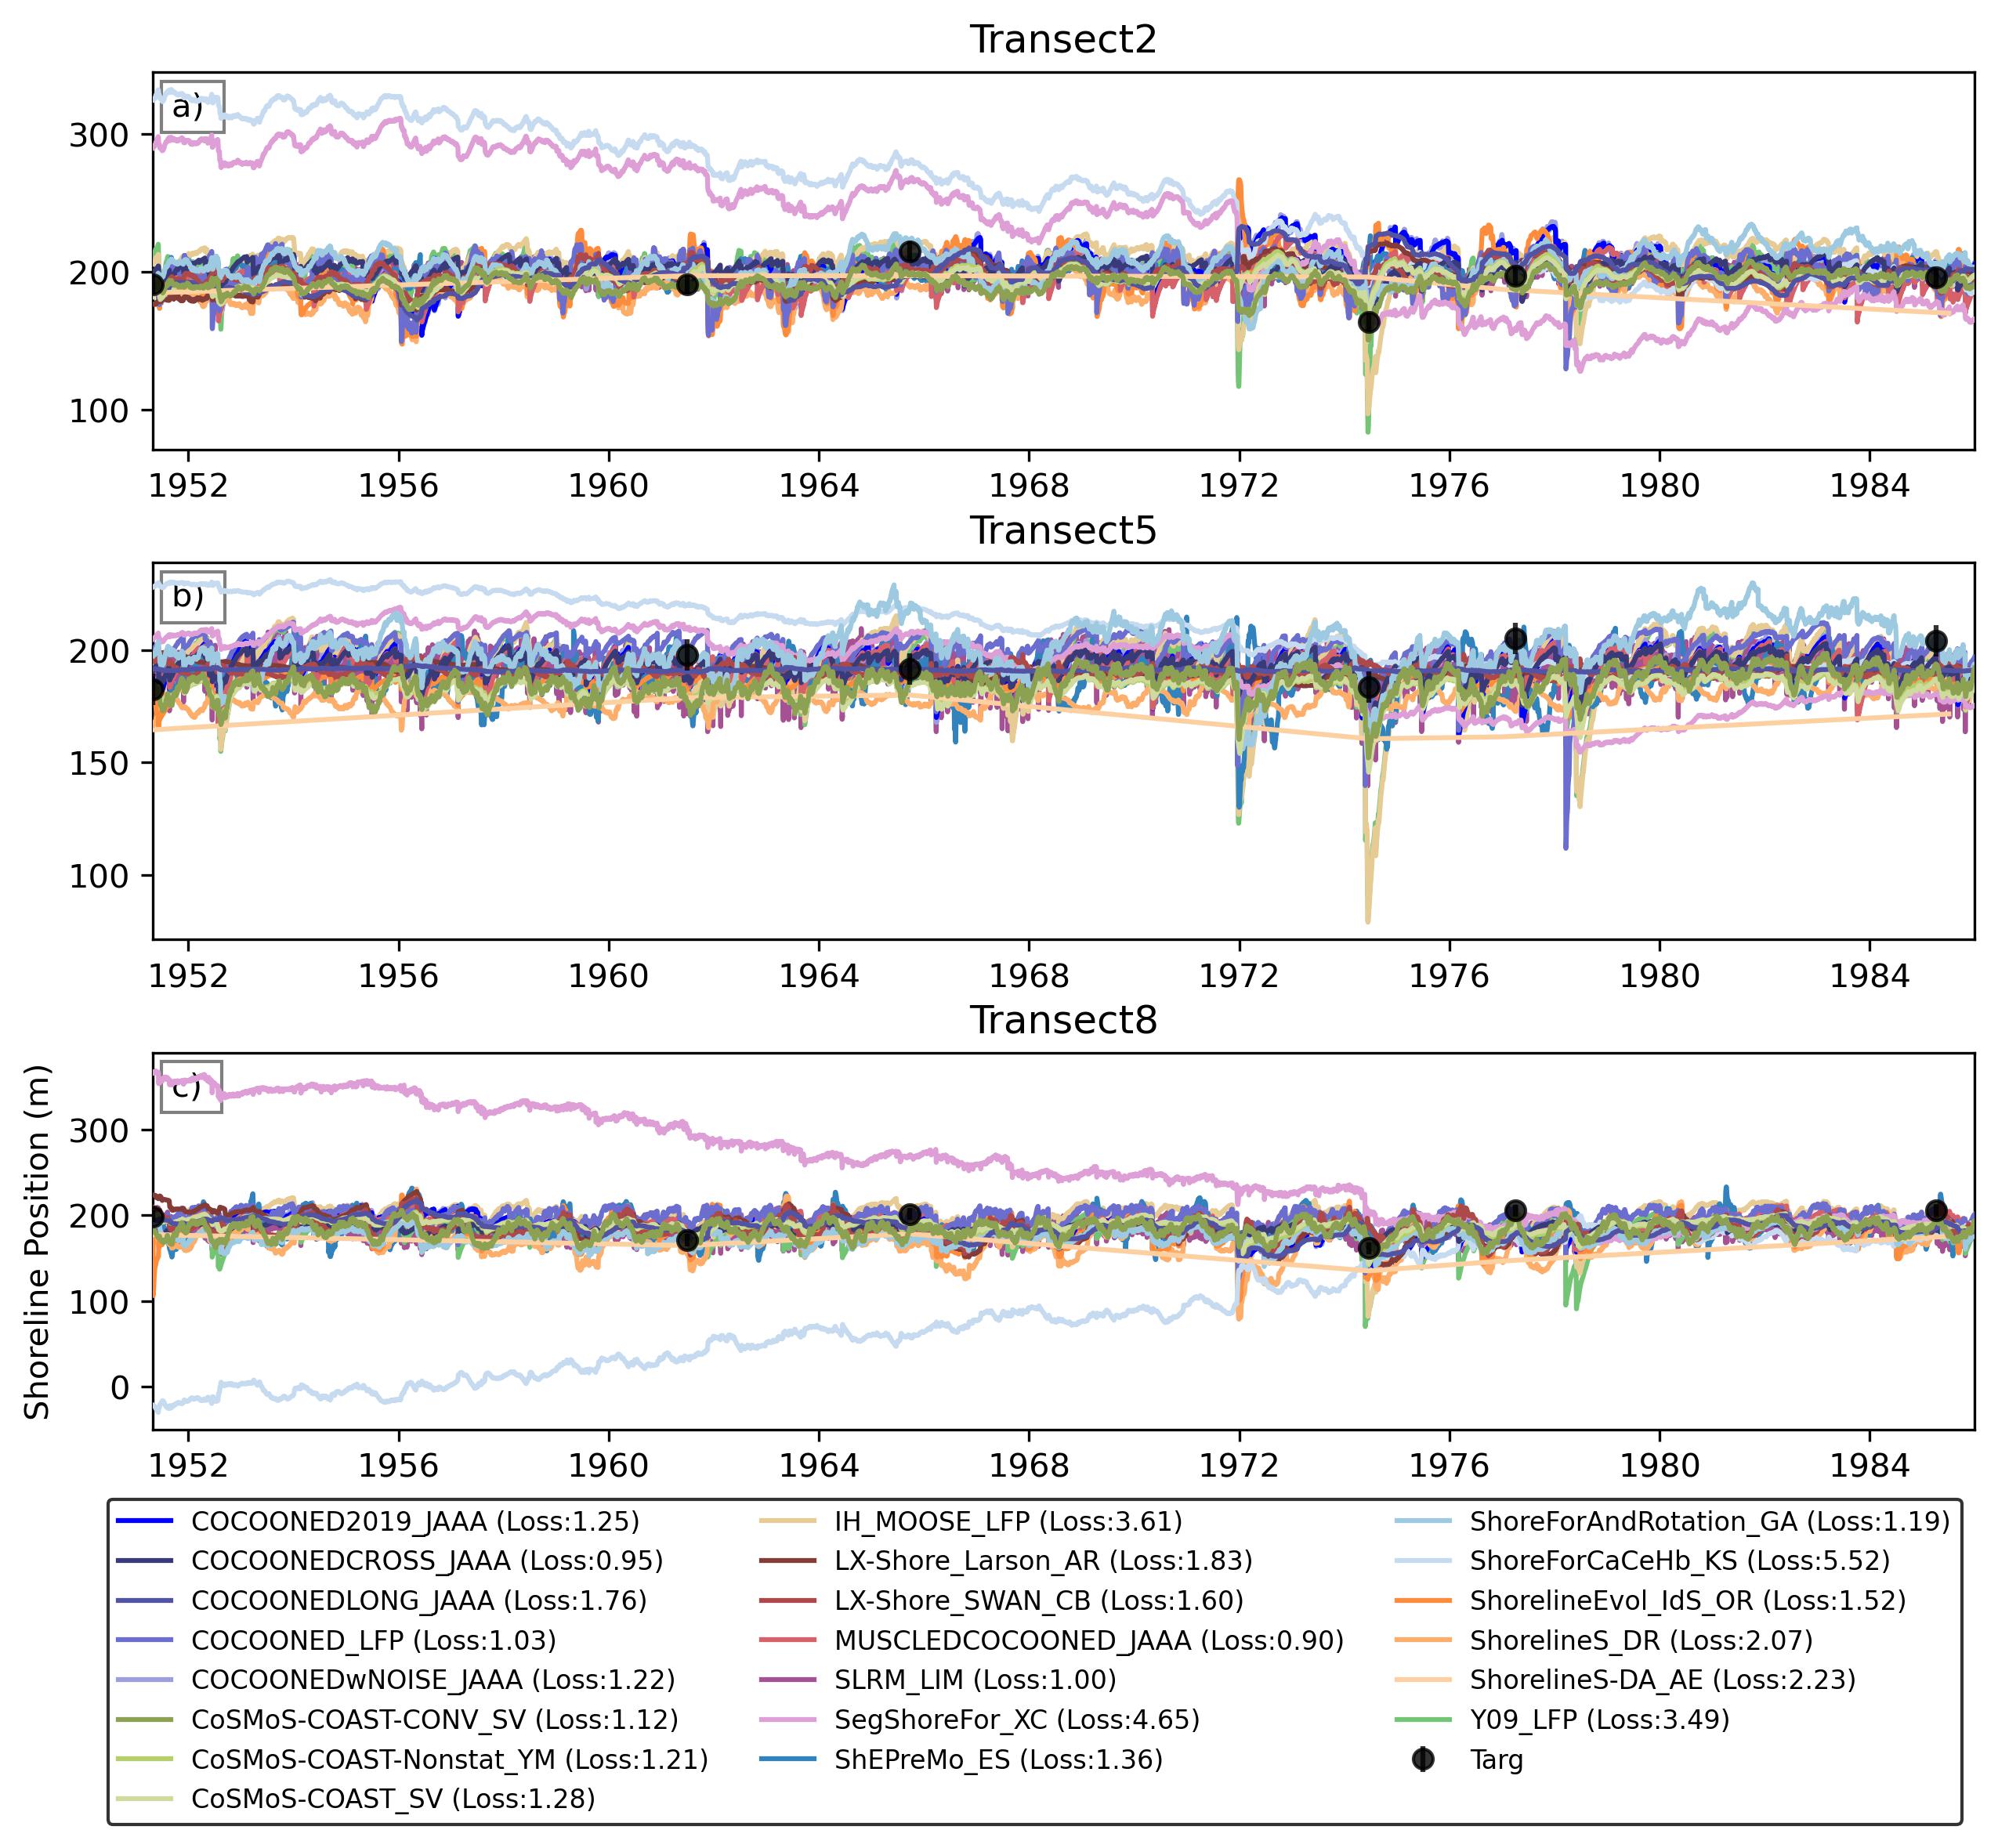 Transect2
a)
300
200
100
1952 1956 1960 1964 1968 1972 1976 1980 1984
Transect5
b)
200
150
100
1952 1956 1960 1964 1968 1972 1976 1980 1984
Transect8
c)
Shoreline Position (m)
300
200
100
0
1952 1956 1960 1964 1968 1972 1976 1980 1984
COCOONED2019_JAAA (Loss:1.25)
COCOONEDCROSS_JAAA (Loss:0.95)
COCOONEDLONG_JAAA (Loss:1.76)
COCOONED_LFP (Loss:1.03)
COCOONEDwNOISE_JAAA (Loss:1.22)
CoSMoS-COAST-CONV_SV (Loss:1.12)
CoSMoS-COAST-Nonstat_YM (Loss:1.21)
CoSMoS-COAST_SV (Loss:1.28)
IH_MOOSE_LFP (Loss:3.61)
LX-Shore_Larson_AR (Loss:1.83)
LX-Shore_SWAN_CB (Loss:1.60)
MUSCLEDCOCOONED_JAAA (Loss:0.90)
SLRM_LIM (Loss:1.00)
SegShoreFor_XC (Loss:4.65)
ShEPreMo_ES (Loss:1.36)
ShoreForAndRotation_GA (Loss:1.19)
ShoreForCaCeHb_KS (Loss:5.52)
ShorelineEvol_IdS_OR (Loss:1.52)
ShorelineS_DR (Loss:2.07)
ShorelineS-DA_AE (Loss:2.23)
Y09_LFP (Loss:3.49)
Targ